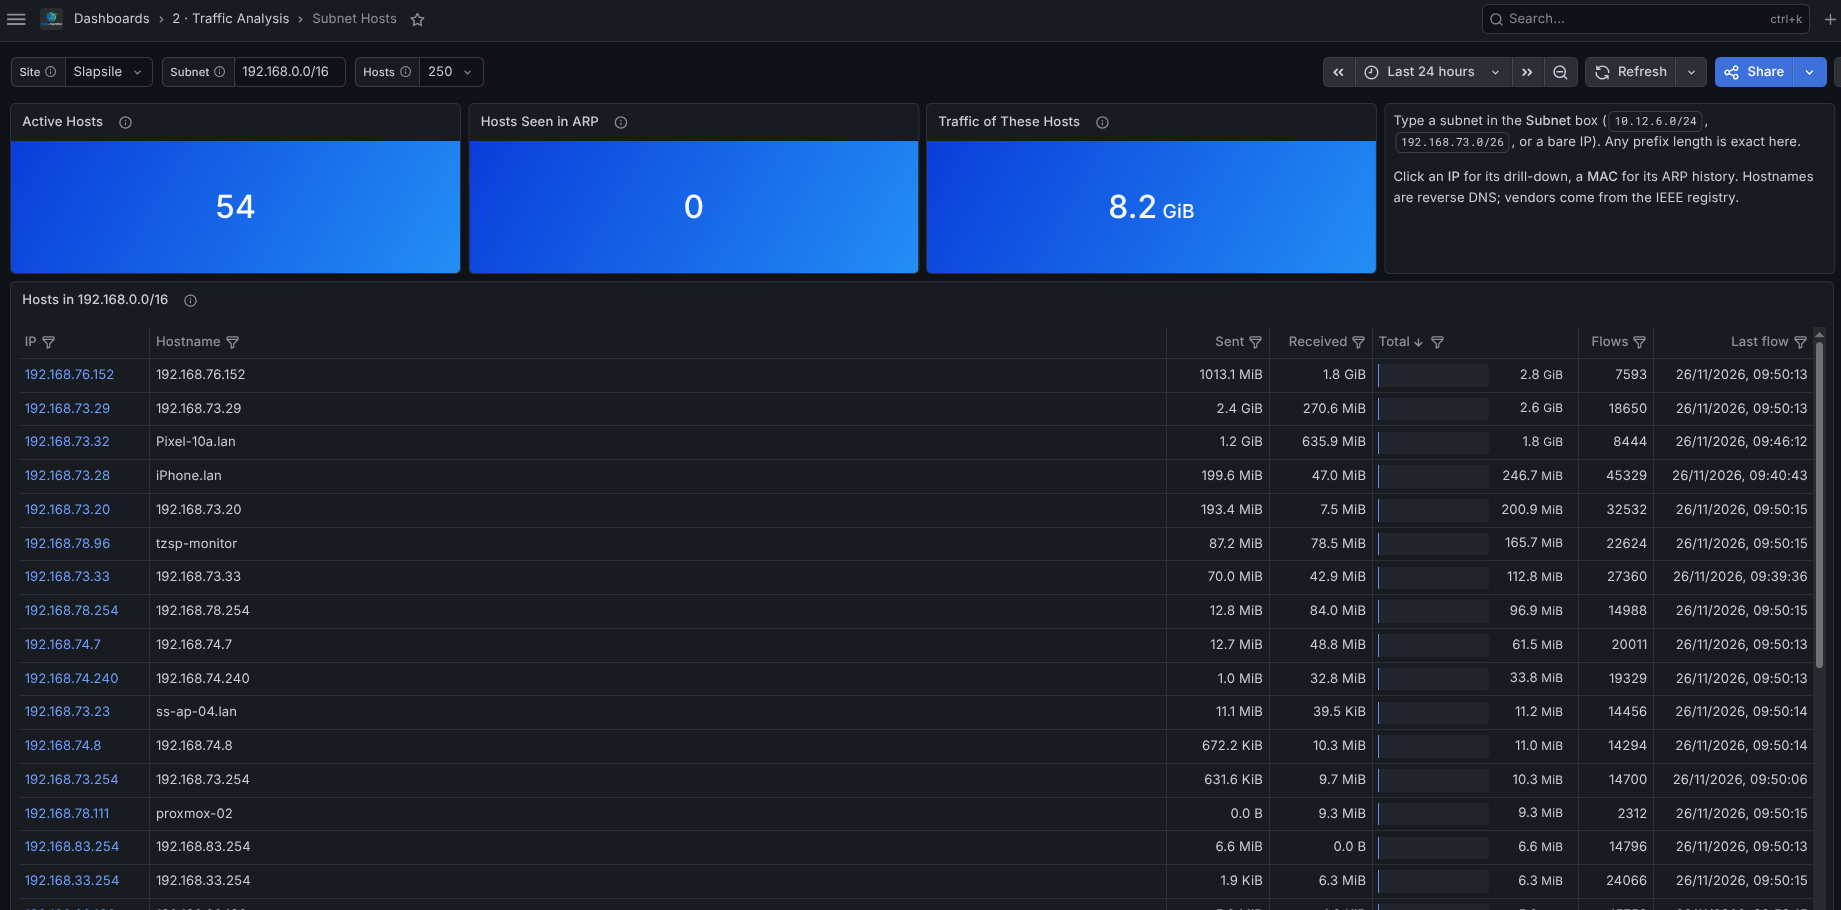 Dashboards › 2 · Traffic Analysis › Subnet Hosts
Search... ctrl+k
Site Slapsile Subnet 192.168.0.0/16 Hosts 250 Last 24 hours Refresh Share
Active Hosts
54
Hosts Seen in ARP
0
Traffic of These Hosts
8.2 GiB
Type a subnet in the Subnet box ( 10.12.6.0/24 ,
192.168.73.0/26 , or a bare IP). Any prefix length is exact here.
Click an IP for its drill-down, a MAC for its ARP history. Hostnames
are reverse DNS; vendors come from the IEEE registry.
Hosts in 192.168.0.0/16
IP Hostname Sent Received Total Flows Last flow
192.168.76.152 192.168.76.152 1013.1 MiB 1.8 GiB 2.8 GiB 7593 26/11/2026, 09:50:13
192.168.73.29 192.168.73.29 2.4 GiB 270.6 MiB 2.6 GiB 18650 26/11/2026, 09:50:13
192.168.73.32 Pixel-10a.lan 1.2 GiB 635.9 MiB 1.8 GiB 8444 26/11/2026, 09:46:12
192.168.73.28 iPhone.lan 199.6 MiB 47.0 MiB 246.7 MiB 45329 26/11/2026, 09:40:43
192.168.73.20 192.168.73.20 193.4 MiB 7.5 MiB 200.9 MiB 32532 26/11/2026, 09:50:15
192.168.78.96 tzsp-monitor 87.2 MiB 78.5 MiB 165.7 MiB 22624 26/11/2026, 09:50:15
192.168.73.33 192.168.73.33 70.0 MiB 42.9 MiB 112.8 MiB 27360 26/11/2026, 09:39:36
192.168.78.254 192.168.78.254 12.8 MiB 84.0 MiB 96.9 MiB 14988 26/11/2026, 09:50:15
192.168.74.7 192.168.74.7 12.7 MiB 48.8 MiB 61.5 MiB 20011 26/11/2026, 09:50:13
192.168.74.240 192.168.74.240 1.0 MiB 32.8 MiB 33.8 MiB 19329 26/11/2026, 09:50:13
192.168.73.23 ss-ap-04.lan 11.1 MiB 39.5 KiB 11.2 MiB 14456 26/11/2026, 09:50:14
192.168.74.8 192.168.74.8 672.2 KiB 10.3 MiB 11.0 MiB 14294 26/11/2026, 09:50:14
192.168.73.254 192.168.73.254 631.6 KiB 9.7 MiB 10.3 MiB 14700 26/11/2026, 09:50:06
192.168.78.111 proxmox-02 0.0 B 9.3 MiB 9.3 MiB 2312 26/11/2026, 09:50:15
192.168.83.254 192.168.83.254 6.6 MiB 0.0 B 6.6 MiB 14796 26/11/2026, 09:50:13
192.168.33.254 192.168.33.254 1.9 KiB 6.3 MiB 6.3 MiB 24066 26/11/2026, 09:50:15